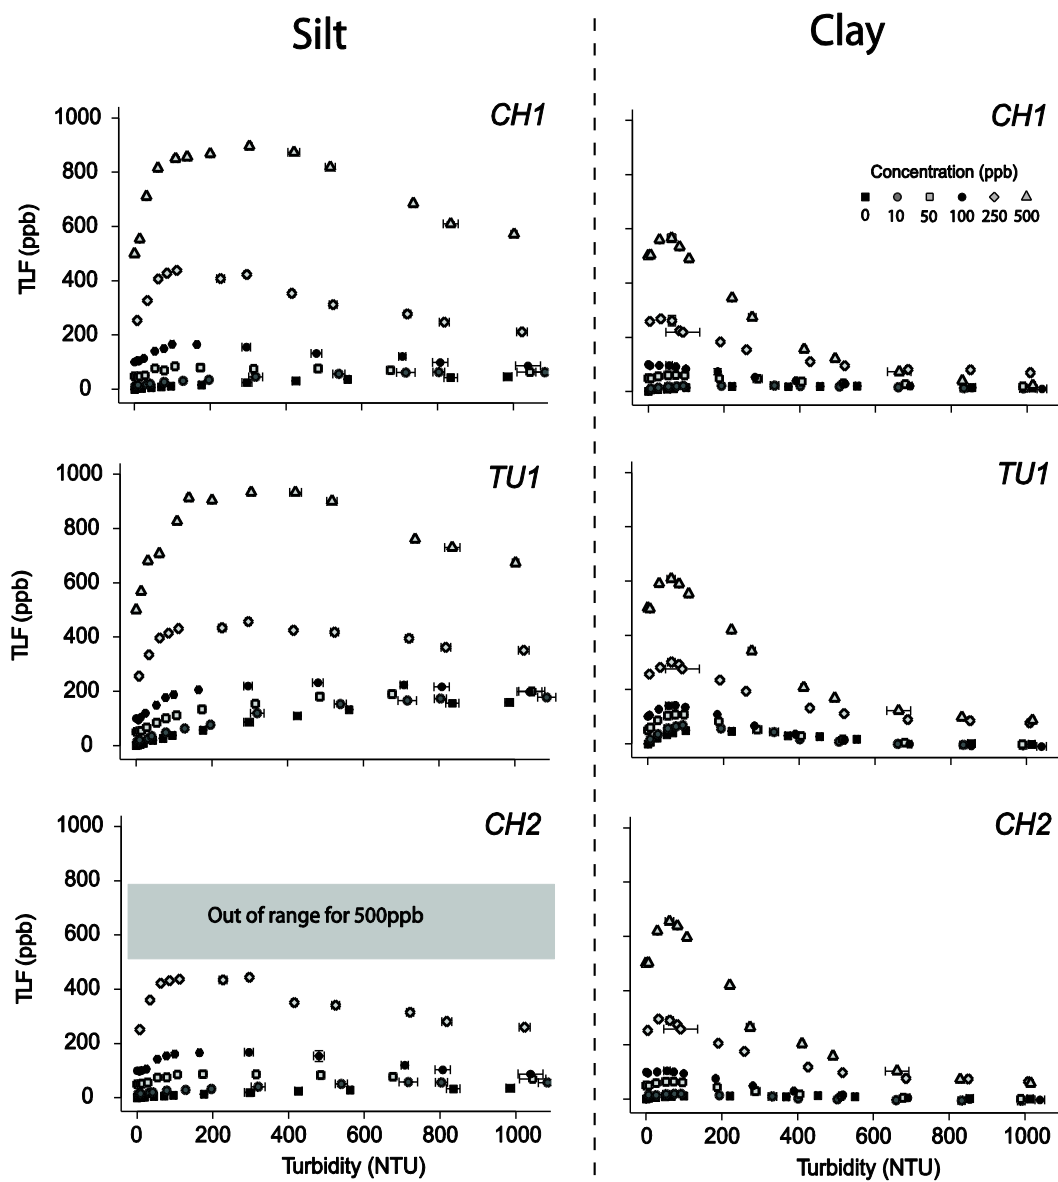 Silt
Clay
CH1
1000
800
600
400
200
0
TLF (ppb)
CH1
Concentration (ppb)
0 10 50 100 250 500
TU1
1000
800
600
400
200
0
TLF (ppb)
TU1
CH2
1000
800
600
400
200
0
TLF (ppb)
Out of range for 500ppb
0 200 400 600 800 1000
Turbidity (NTU)
CH2
0 200 400 600 800 1000
Turbidity (NTU)